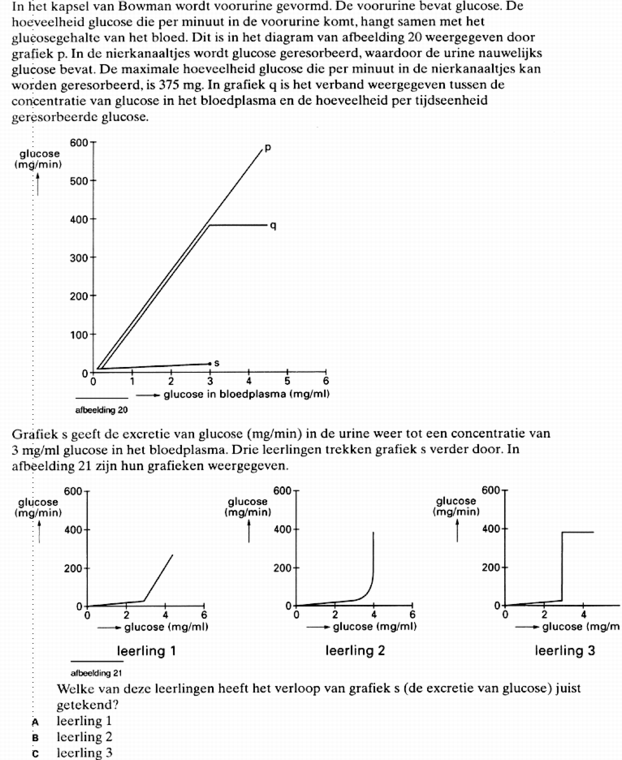 In het kapsel van Bowman wordt voorurine gevormd. De voorurine bevat glucose. De
hoeveelheid glucose die per minuut in de voorurine komt, hangt samen met het
glucosegehalte van het bloed. Dit is in het diagram van afbeelding 20 weergegeven door
grafiek p. In de nierkanaaltjes wordt glucose geresorbeerd, waardoor de urine nauwelijks
glucose bevat. De maximale hoeveelheid glucose die per minuut in de nierkanaaltjes kan
worden geresorbeerd, is 375 mg. In grafiek q is het verband weergegeven tussen de
concentratie van glucose in het bloedplasma en de hoeveelheid per tijdseenheid
geresorbeerde glucose.
glucose
(mg/min)
600
500
400
300
200
100
0
p
q
s
0 1 2 3 4 5 6
glucose in bloedplasma (mg/ml)
afbeelding 20
Grafiek s geeft de excretie van glucose (mg/min) in de urine weer tot een concentratie van
3 mg/ml glucose in het bloedplasma. Drie leerlingen trekken grafiek s verder door. In
afbeelding 21 zijn hun grafieken weergegeven.
glucose
(mg/min)
600
400
200
0
0 2 4 6
glucose (mg/ml)
leerling 1
glucose
(mg/min)
600
400
200
0
0 2 4 6
glucose (mg/ml)
leerling 2
glucose
(mg/min)
600
400
200
0
0 2 4
glucose (mg/m
leerling 3
afbeelding 21
Welke van deze leerlingen heeft het verloop van grafiek s (de excretie van glucose) juist
getekend?
A leerling 1
B leerling 2
C leerling 3